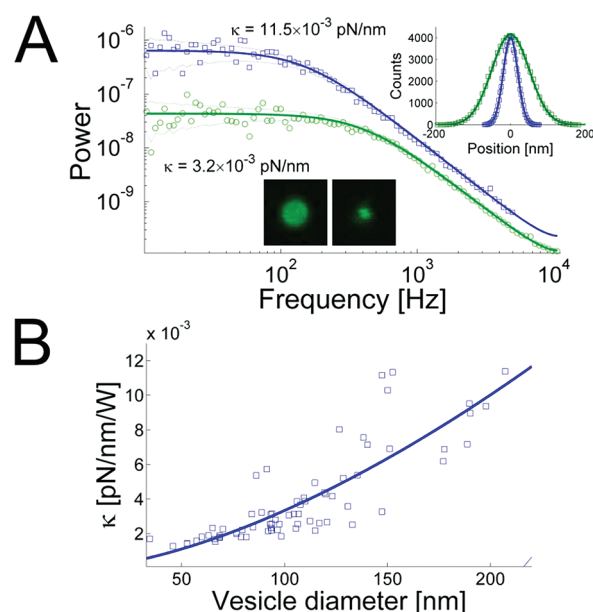 A
κ = 11.5×10⁻³ pN/nm
10⁻⁶
10⁻⁷
10⁻⁸
10⁻⁹
Power
κ = 3.2×10⁻³ pN/nm
10²
10³
10⁴
Frequency [Hz]
4000
3000
2000
1000
0
Counts
-200
0
200
Position [nm]
B
x 10⁻³
12
10
8
6
4
2
κ [pN/nm/W]
50
100
150
200
Vesicle diameter [nm]